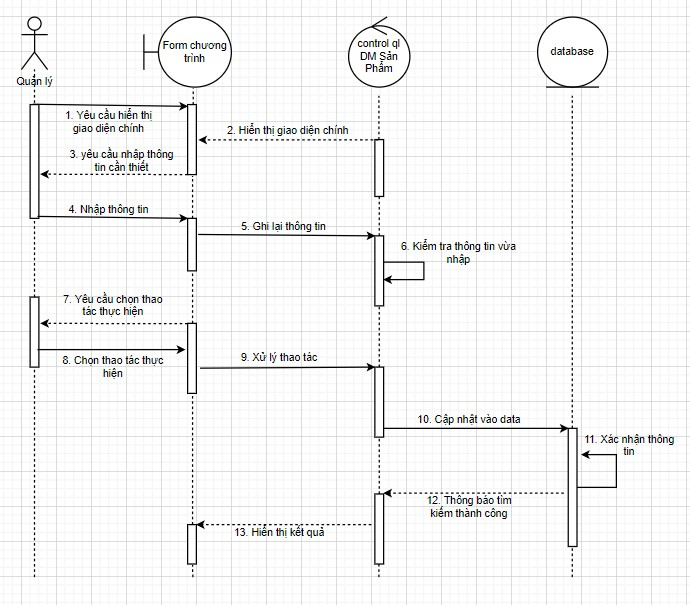 Quản lý
Form chương
trình
control ql
DM Sản
Phẩm
database
1. Yêu cầu hiển thị
giao diện chính
2. Hiển thị giao diện chính
3. yêu cầu nhập thông
tin cần thiết
4. Nhập thông tin
5. Ghi lại thông tin
6. Kiểm tra thông tin vừa
nhập
7. Yêu cầu chọn thao
tác thực hiện
8. Chọn thao tác thực
hiện
9. Xử lý thao tác
10. Cập nhật vào data
11. Xác nhận thông
tin
12. Thông báo tìm
kiếm thành công
13. Hiển thị kết quả